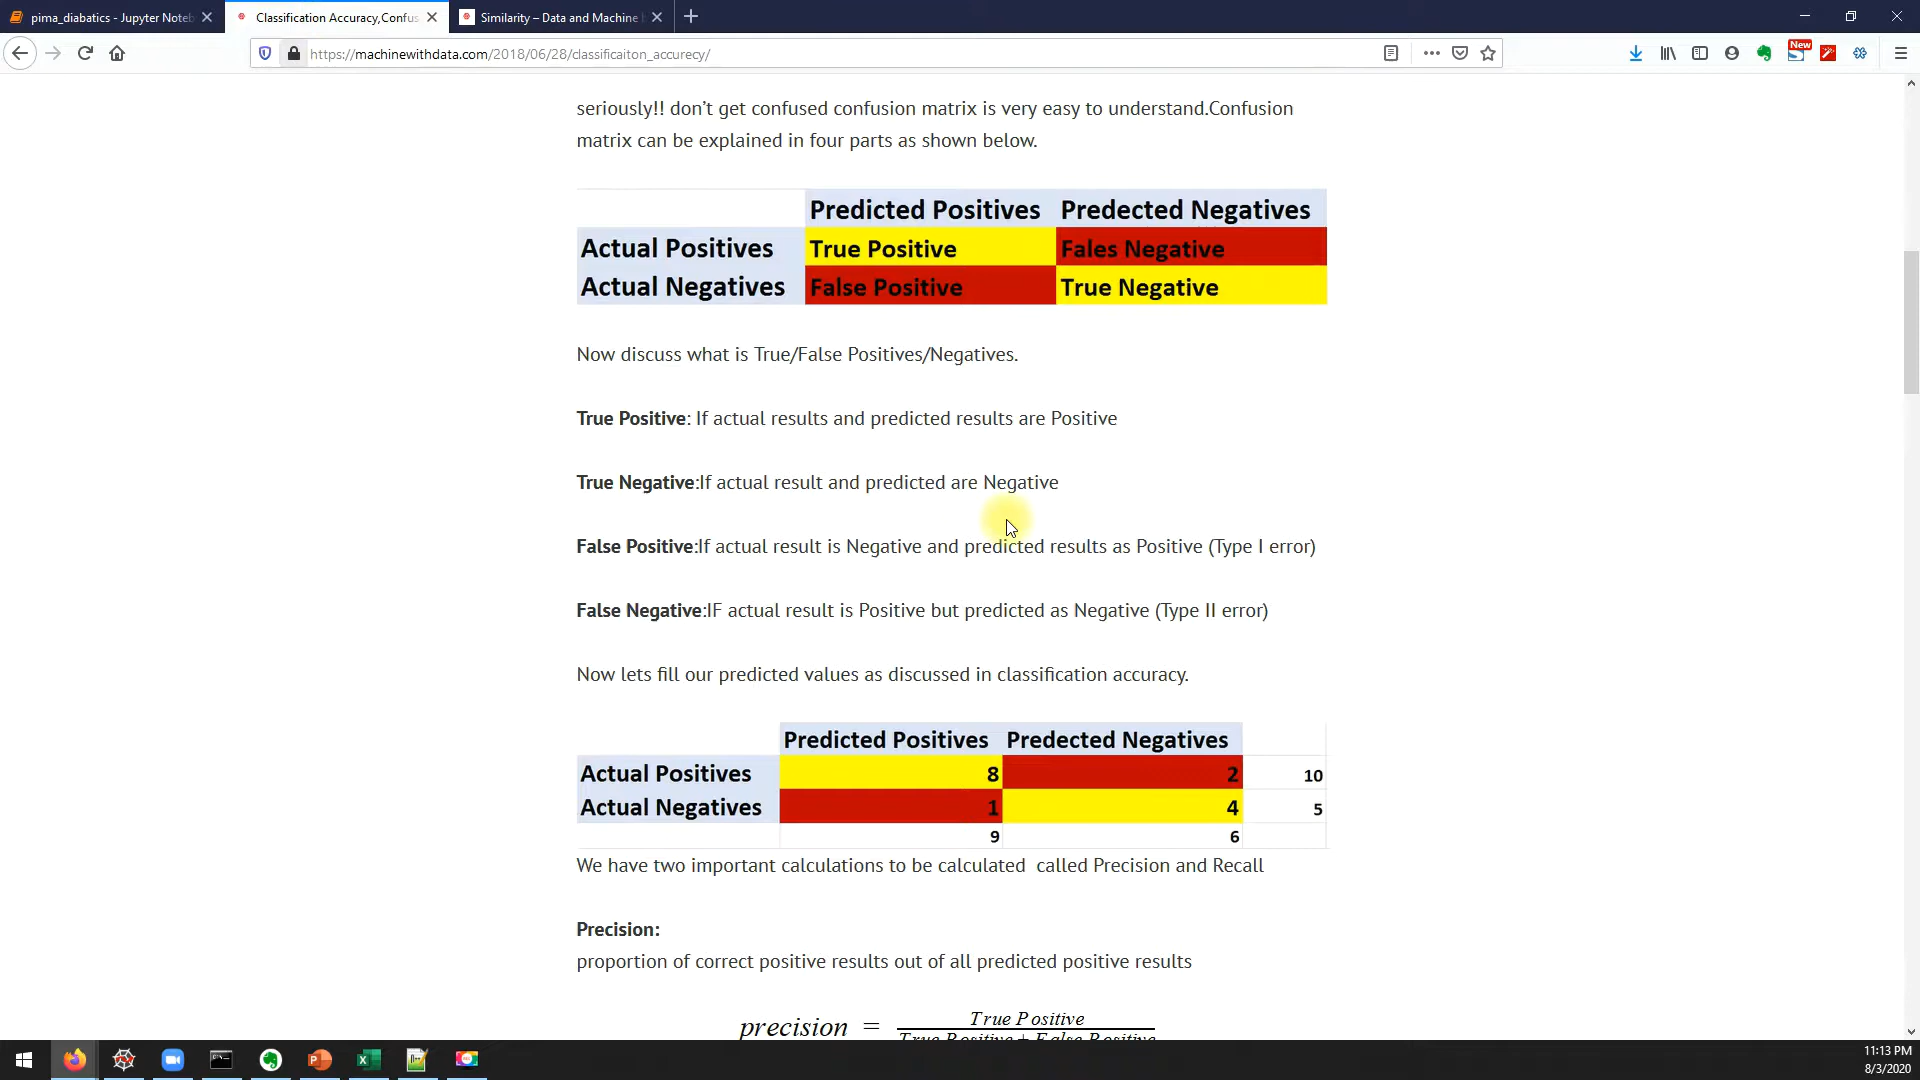 pima_diabatics - Jupyter Noteb
Classification Accuracy,Confus
Similarity – Data and Machine
https://machinewithdata.com/2018/06/28/classificaiton_accurecy/
New
seriously!! don’t get confused confusion matrix is very easy to understand.Confusion
matrix can be explained in four parts as shown below.
Predicted Positives Predected Negatives
Actual Positives True Positive Fales Negative
Actual Negatives False Positive True Negative
Now discuss what is True/False Positives/Negatives.
True Positive: If actual results and predicted results are Positive
True Negative:If actual result and predicted are Negative
False Positive:If actual result is Negative and predicted results as Positive (Type I error)
False Negative:IF actual result is Positive but predicted as Negative (Type II error)
Now lets fill our predicted values as discussed in classification accuracy.
Predicted Positives Predected Negatives
Actual Positives 8 2 10
Actual Negatives 1 4 5
9 6
We have two important calculations to be calculated called Precision and Recall
Precision:
proportion of correct positive results out of all predicted positive results
precision = True Positive
True Positive + False Positive
11:13 PM
8/3/2020